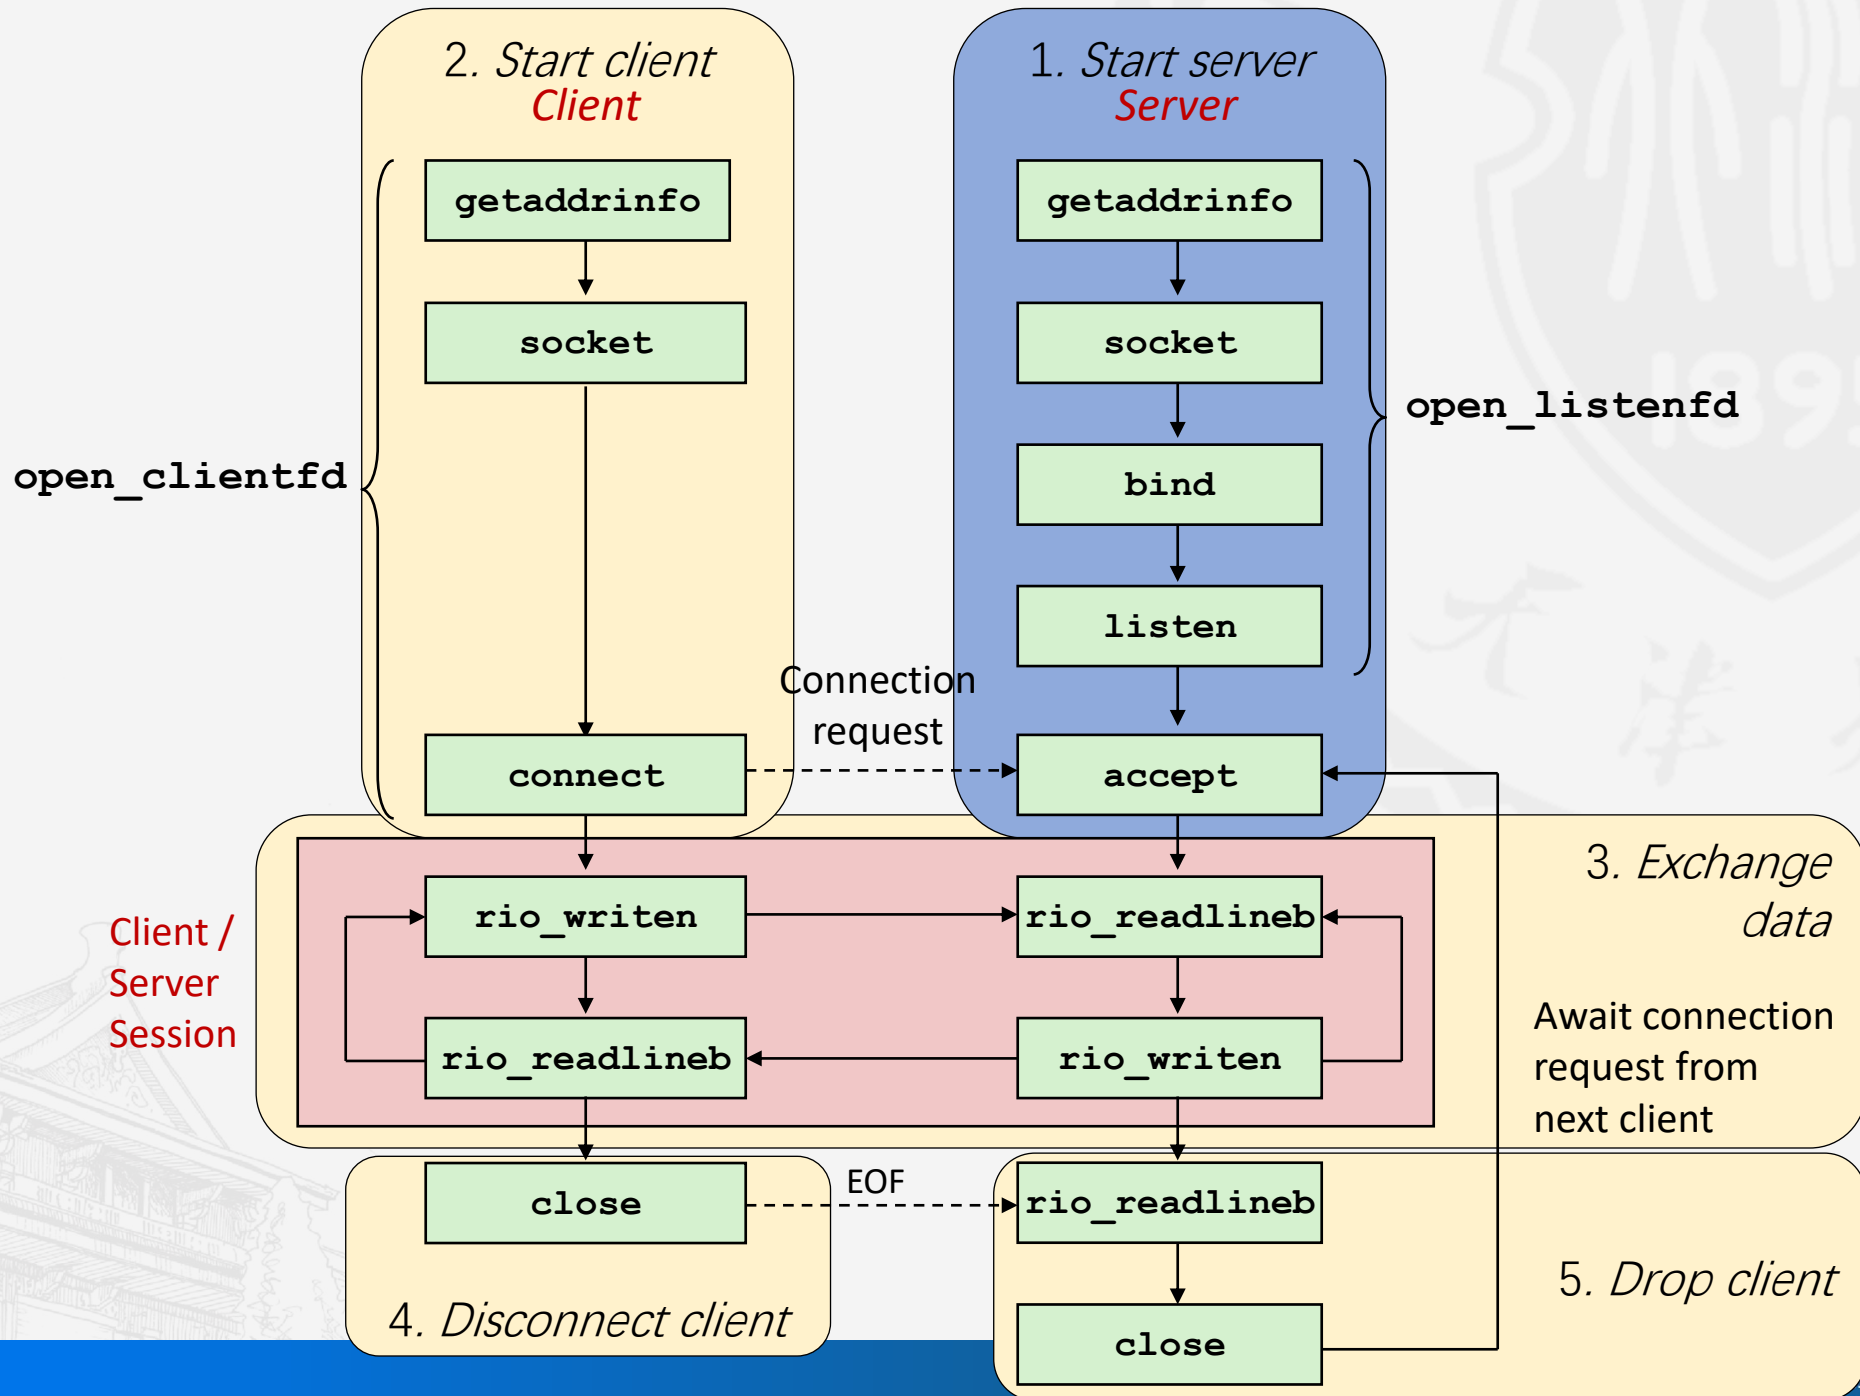 2. Start client
Client
1. Start server
Server
getaddrinfo
getaddrinfo
socket
socket
open_listenfd
open_clientfd
bind
listen
Connection
request
connect
accept
3. Exchange
data
Client /
Server
Session
rio_writen
rio_readlineb
rio_readlineb
rio_writen
Await connection
request from
next client
close
EOF
rio_readlineb
4. Disconnect client
5. Drop client
close